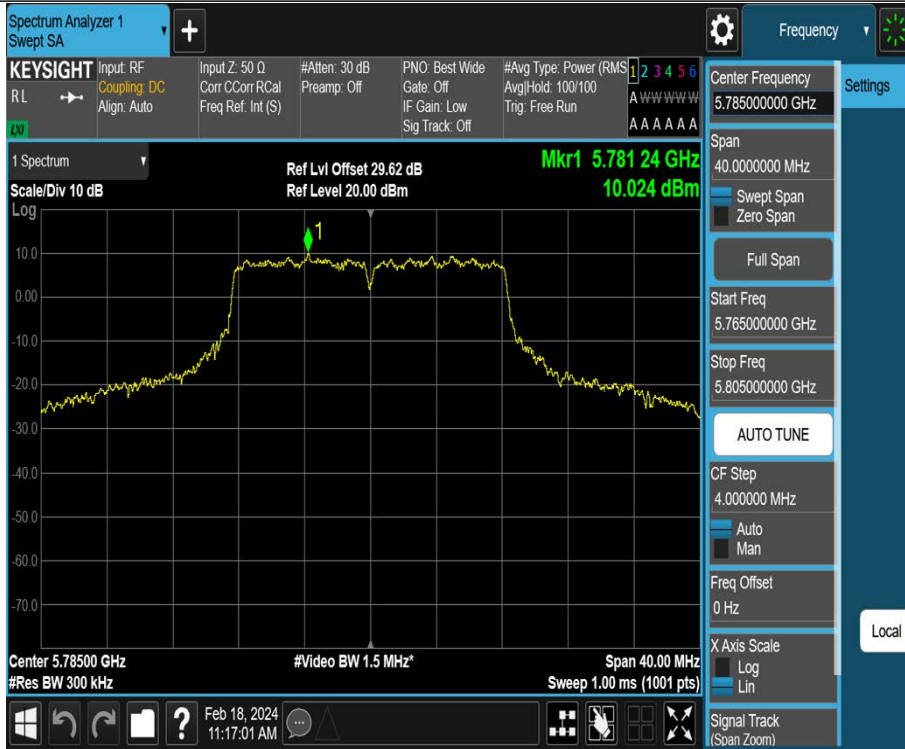 Spectrum Analyzer 1
Swept SA
+
Frequency
KEYSIGHT
R L
LXI
Input: RF
Coupling: DC
Align: Auto
Input Z: 50 Ω
Corr CCorr RCal
Freq Ref: Int (S)
#Atten: 30 dB
Preamp: Off
PNO: Best Wide
Gate: Off
IF Gain: Low
Sig Track: Off
#Avg Type: Power (RMS
Avg|Hold: 100/100
Trig: Free Run
1 2 3 4 5 6
A W W W W W
A A A A A A
Center Frequency
5.785000000 GHz
Settings
Span
40.0000000 MHz
Swept Span
Zero Span
Full Span
Start Freq
5.765000000 GHz
Stop Freq
5.805000000 GHz
AUTO TUNE
CF Step
4.000000 MHz
Auto
Man
Freq Offset
0 Hz
X Axis Scale
Log
Lin
Signal Track
(Span Zoom)
Local
1 Spectrum
Scale/Div 10 dB
Log
Ref Lvl Offset 29.62 dB
Ref Level 20.00 dBm
Mkr1 5.781 24 GHz
10.024 dBm
1
10.0
0.00
-10.0
-20.0
-30.0
-40.0
-50.0
-60.0
-70.0
Center 5.78500 GHz
#Res BW 300 kHz
#Video BW 1.5 MHz*
Span 40.00 MHz
Sweep 1.00 ms (1001 pts)
?
Feb 18, 2024
11:17:01 AM